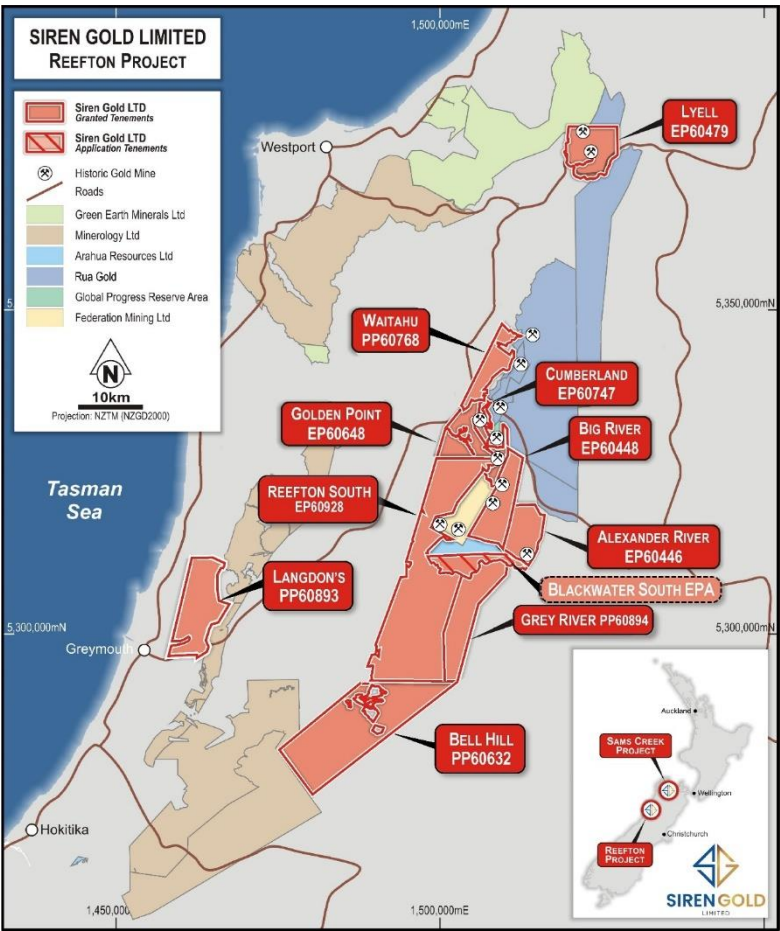 SIREN GOLD LIMITED
REEFTON PROJECT
Siren Gold LTD
Granted Tenements
Siren Gold LTD
Application Tenements
Historic Gold Mine
Roads
Green Earth Minerals Ltd
Minerology Ltd
Arahua Resources Ltd
Rua Gold
Global Progress Reserve Area
Federation Mining Ltd
N
10km
Projection: NZTM (NZGD2000)
1,500,000mE
Westport
LYELL
EP60479
5,350,000mN
WAITAHU
PP60768
CUMBERLAND
EP60747
GOLDEN POINT
EP60648
BIG RIVER
EP60448
REEFTON SOUTH
EP60928
Tasman
Sea
ALEXANDER RIVER
EP60446
LANGDON'S
PP60893
BLACKWATER SOUTH EPA
GREY RIVER PP60894
5,300,000mN
5,300,000mN
Greymouth
BELL HILL
PP60632
Hokitika
1,450,000mE
1,500,000mE
Auckland
SAMS CREEK
PROJECT
Wellington
Christchurch
REEFTON
PROJECT
SIREN GOLD
LIMITED